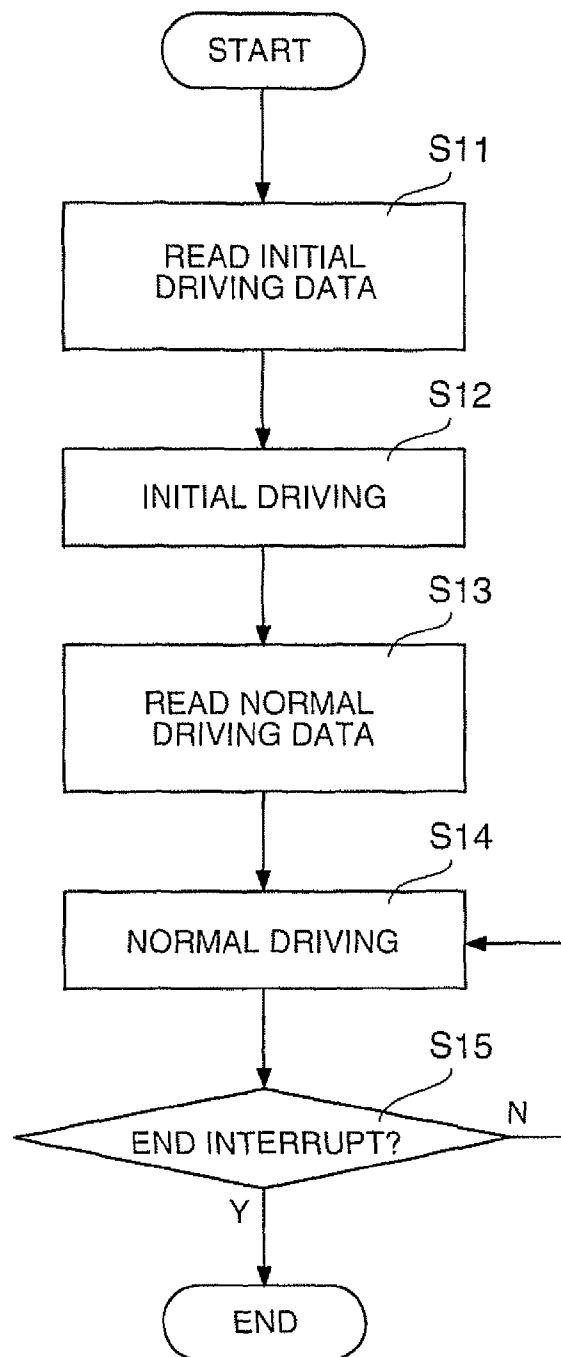 START
S11
READ INITIAL
DRIVING DATA
S12
INITIAL DRIVING
S13
READ NORMAL
DRIVING DATA
S14
NORMAL DRIVING
S15
END INTERRUPT?
N
Y
END